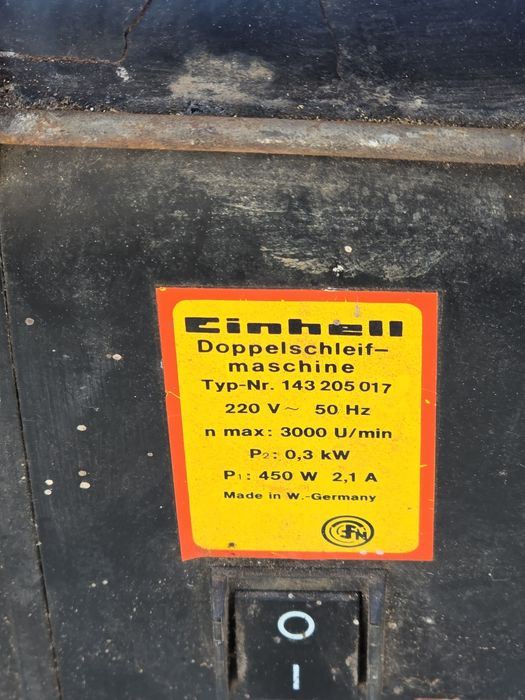 Einhell
Doppelschleif-
maschine
Typ-Nr. 143 205 017
220 V ~ 50 Hz
n max: 3000 U/min
P2: 0,3 kW
P1: 450 W 2,1 A
Made in W.-Germany
O
I